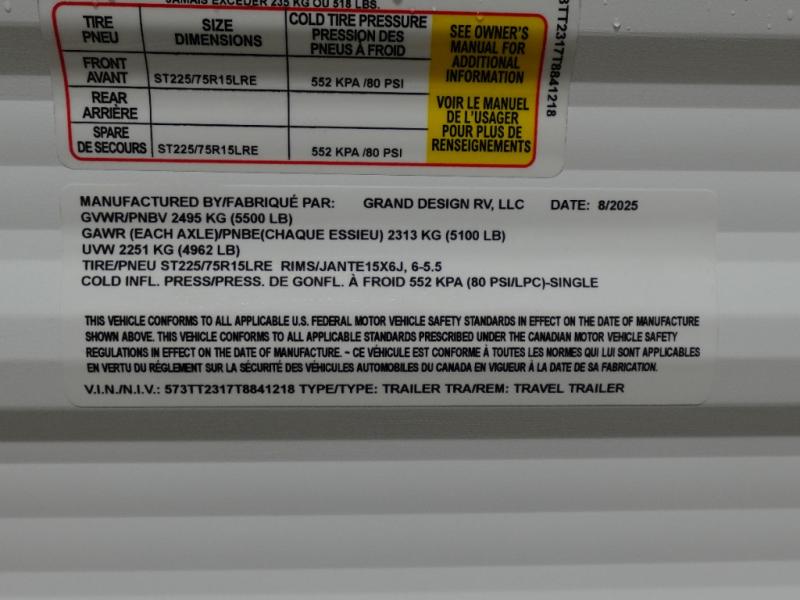 JAMAIS EXCÉDER 235 KG OU 518 LBS.
TIRE PNEU SIZE DIMENSIONS COLD TIRE PRESSURE PRESSION DES PNEUS À FROID
FRONT AVANT ST225/75R15LRE 552 KPA /80 PSI
REAR ARRIÈRE
SPARE DE SECOURS ST225/75R15LRE 552 KPA /80 PSI
SEE OWNER'S
MANUAL FOR
ADDITIONAL
INFORMATION
VOIR LE MANUEL
DE L'USAGER
POUR PLUS DE
RENSEIGNEMENTS
3TT2317T8841218
MANUFACTURED BY/FABRIQUÉ PAR: GRAND DESIGN RV, LLC DATE: 8/2025
GVWR/PNBV 2495 KG (5500 LB)
GAWR (EACH AXLE)/PNBE(CHAQUE ESSIEU) 2313 KG (5100 LB)
UVW 2251 KG (4962 LB)
TIRE/PNEU ST225/75R15LRE RIMS/JANTE15X6J, 6-5.5
COLD INFL. PRESS/PRESS. DE GONFL. À FROID 552 KPA (80 PSI/LPC)-SINGLE
THIS VEHICLE CONFORMS TO ALL APPLICABLE U.S. FEDERAL MOTOR VEHICLE SAFETY STANDARDS IN EFFECT ON THE DATE OF MANUFACTURE
SHOWN ABOVE. THIS VEHICLE CONFORMS TO ALL APPLICABLE STANDARDS PRESCRIBED UNDER THE CANADIAN MOTOR VEHICLE SAFETY
REGULATIONS IN EFFECT ON THE DATE OF MANUFACTURE. - CE VÉHICULE EST CONFORME À TOUTES LES NORMES QUI LUI SONT APPLICABLES
EN VERTU DU RÉGLEMENT SUR LA SÉCURITÉ DES VÉHICULES AUTOMOBILES DU CANADA EN VIGUEUR À LA DATE DE SA FABRICATION.
V.I.N./N.I.V.: 573TT2317T8841218 TYPE/TYPE: TRAILER TRA/REM: TRAVEL TRAILER